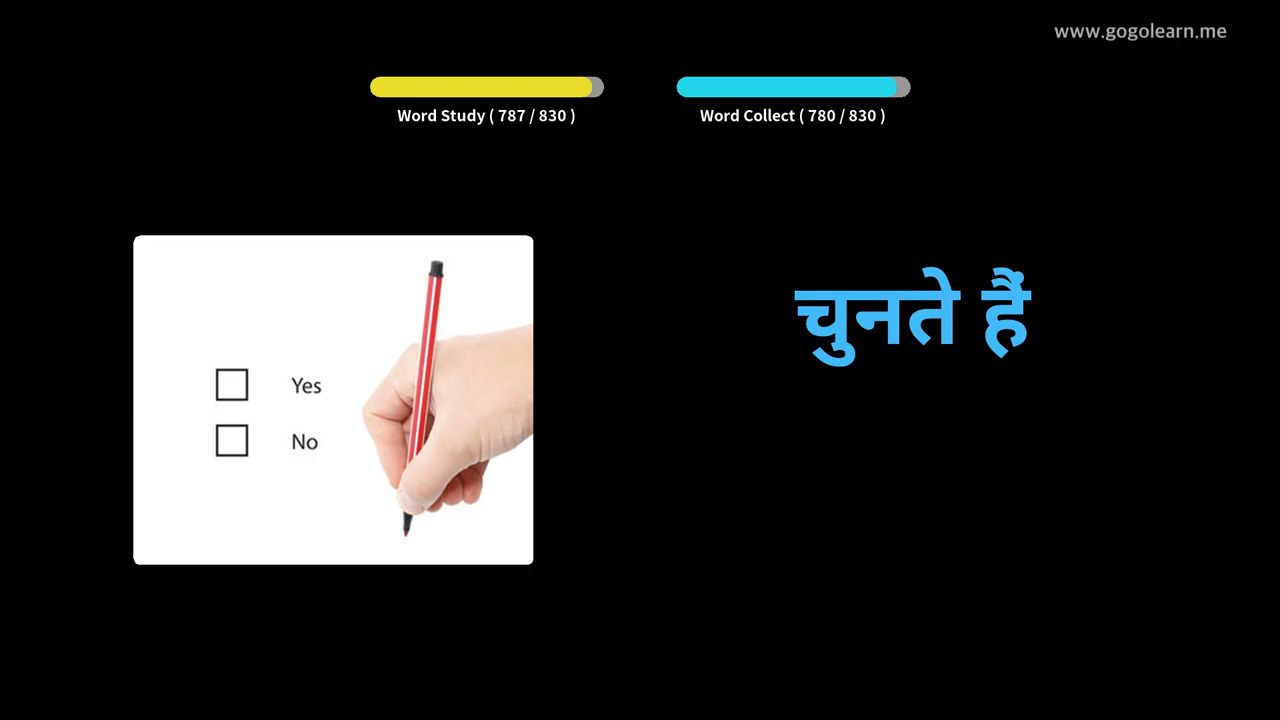 www.gogolearn.me
Word Study ( 787 / 830 )
Word Collect ( 780 / 830 )
चुनते हैं
Yes
No